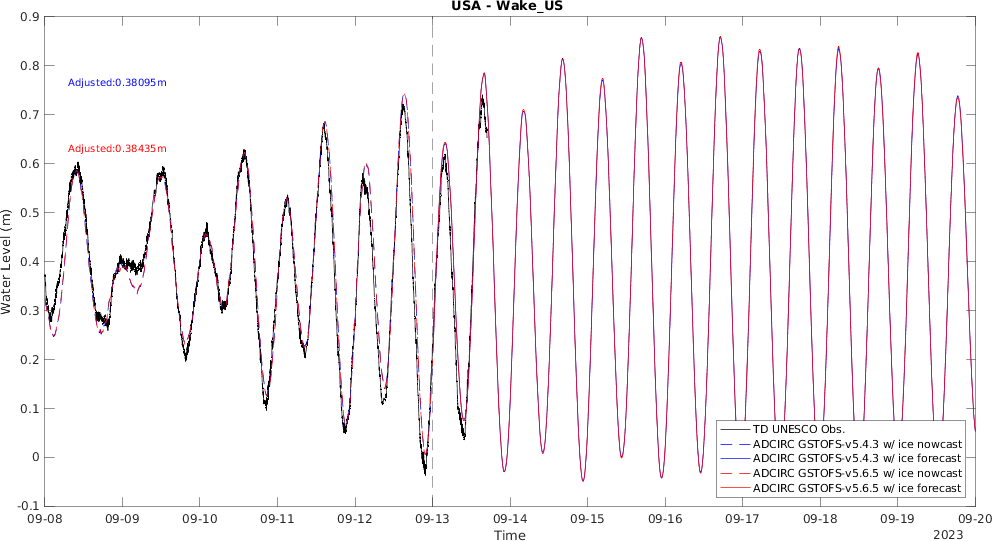 USA - Wake_US
0.9
0.8
0.7
0.6
0.5
0.4
0.3
0.2
0.1
0
-0.1
Water Level (m)
Adjusted:0.38095m
Adjusted:0.38435m
TD UNESCO Obs.
ADCIRC GSTOFS-v5.4.3 w/ ice nowcast
ADCIRC GSTOFS-v5.4.3 w/ ice forecast
ADCIRC GSTOFS-v5.6.5 w/ ice nowcast
ADCIRC GSTOFS-v5.6.5 w/ ice forecast
09-08 09-09 09-10 09-11 09-12 09-13 09-14 09-15 09-16 09-17 09-18 09-19 09-20
Time
2023